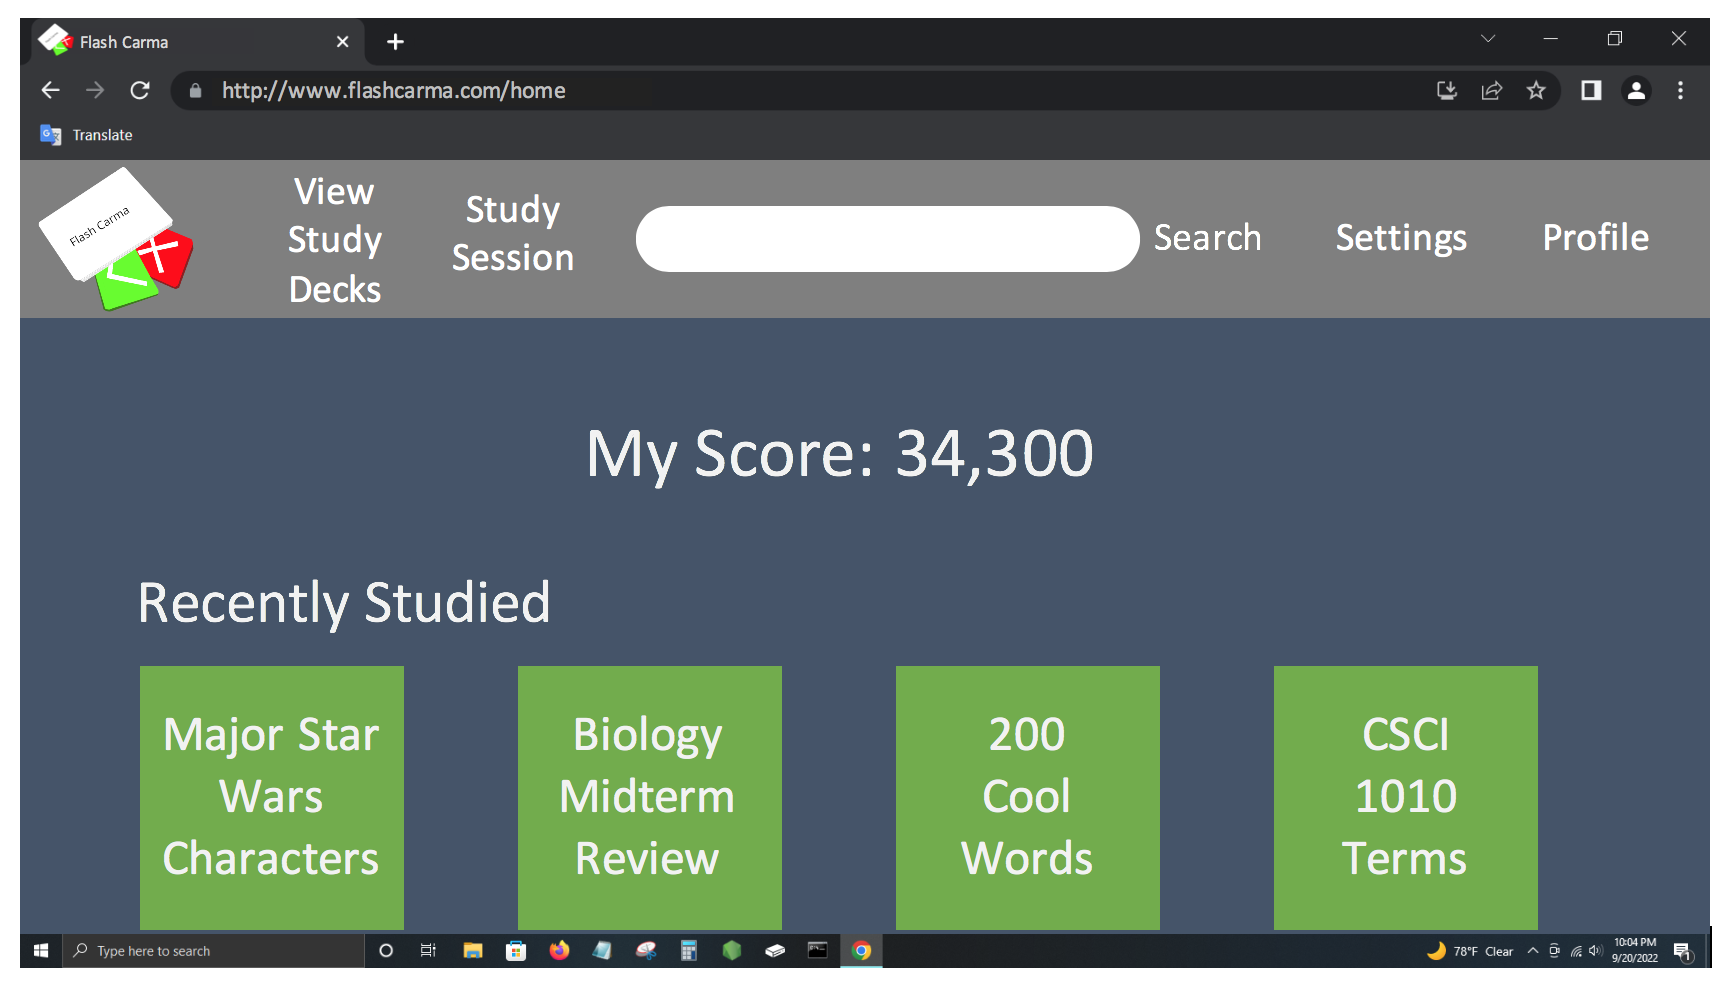 Flash Carma
http://www.flashcarma.com/home
Translate
Flash Carma
View
Study
Decks
Study
Session
Search
Settings
Profile
My Score: 34,300
Recently Studied
Major Star
Wars
Characters
Biology
Midterm
Review
200
Cool
Words
CSCI
1010
Terms
Type here to search
78°F Clear
10:04 PM
9/20/2022
1